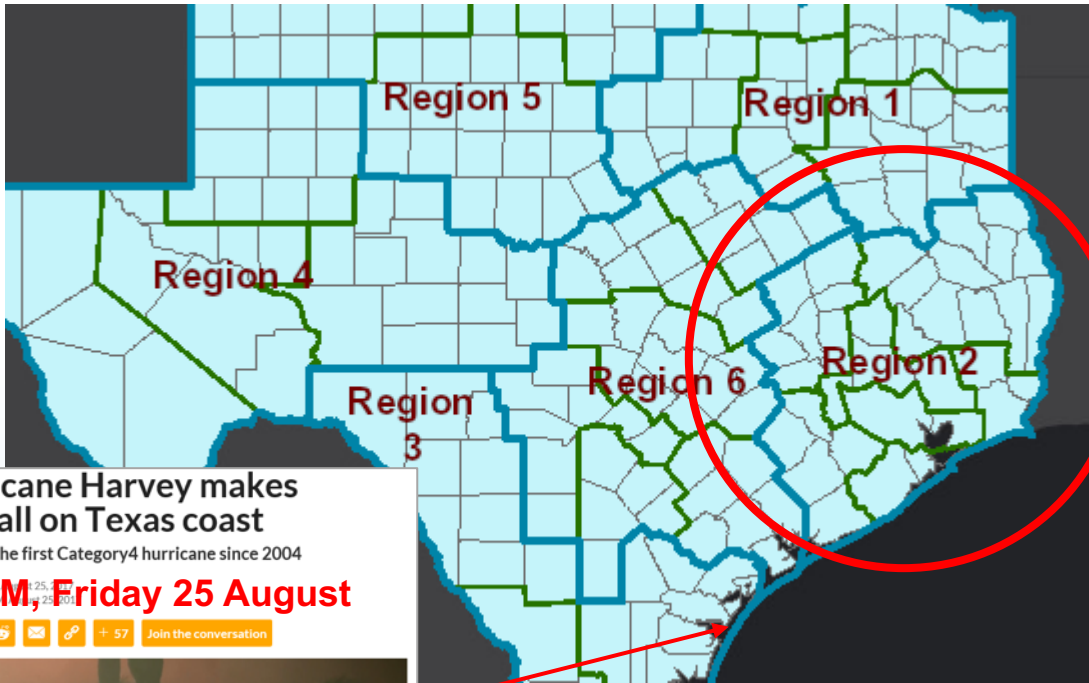 Region 5
Region 1
Region 4
Region 2
Region 6
Region
3
cane Harvey makes
all on Texas coast
he first Category4 hurricane since 2004
M, Friday 25 August
+ 57
Join the conversation